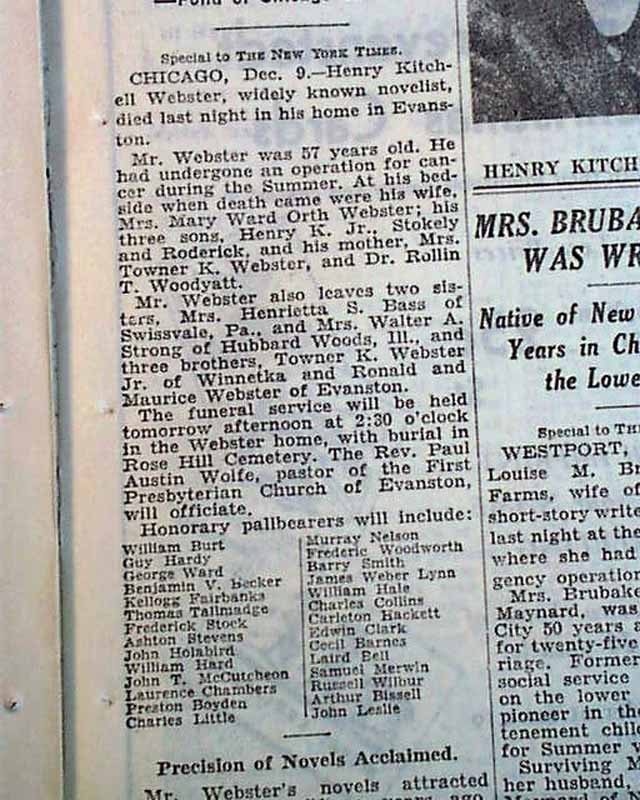 Special to THE NEW YORK TIMES.
CHICAGO, Dec. 9.—Henry Kitch-
ell Webster, widely known novelist,
died last night in his home in Evans-
ton.
Mr. Webster was 57 years old. He
had undergone an operation for can-
cer during the Summer. At his bed-
side when death came were his wife,
Mrs. Mary Ward Orth Webster; his
three sons, Henry K. Jr., Stokely
and Roderick, and his mother, Mrs.
Towner K. Webster, and Dr. Rollin
T. Woodyatt.
Mr. Webster also leaves two sis-
ters, Mrs. Henrietta S. Bass of
Swissvale, Pa., and Mrs. Walter A.
Strong of Hubbard Woods, Ill., and
three brothers, Towner K. Webster
Jr. of Winnetka and Ronald and
Maurice Webster of Evanston.
The funeral service will be held
tomorrow afternoon at 2:30 o'clock
in the Webster home, with burial in
Rose Hill Cemetery. The Rev. Paul
Austin Wolfe, pastor of the First
Presbyterian Church of Evanston,
will officiate.
Honorary pallbearers will include:
William Burt
Guy Hardy
George Ward
Benjamin V. Becker
Kellogg Fairbanks
Thomas Tallmadge
Frederick Stock
Ashton Stevens
John Holabird
William Hard
John T. McCutcheon
Laurence Chambers
Preston Boyden
Charles Little
Murray Nelson
Frederic Woodworth
Barry Smith
James Weber Lynn
William Hale
Charles Collins
Carleton Hackett
Edwin Clark
Cecil Barnes
Laird Bell
Samuel Merwin
Russell Wilbur
Arthur Bissell
John Leslie
Precision of Novels Acclaimed.
Mr. Webster's novels attracted
HENRY KITCH
MRS. BRUBA
WAS WR
Native of New
Years in Ch
the Lowe
Special to TH
WESTPORT,
Louise M. Br
Farms, wife of
short-story write
last night at the
where she had
gency operation
Mrs. Brubake
Maynard, was
City 50 years a
for twenty-five
riage. Former
social service
on the lower
pioneer in the
tenement chil
for Summer v
Surviving M
her husband,